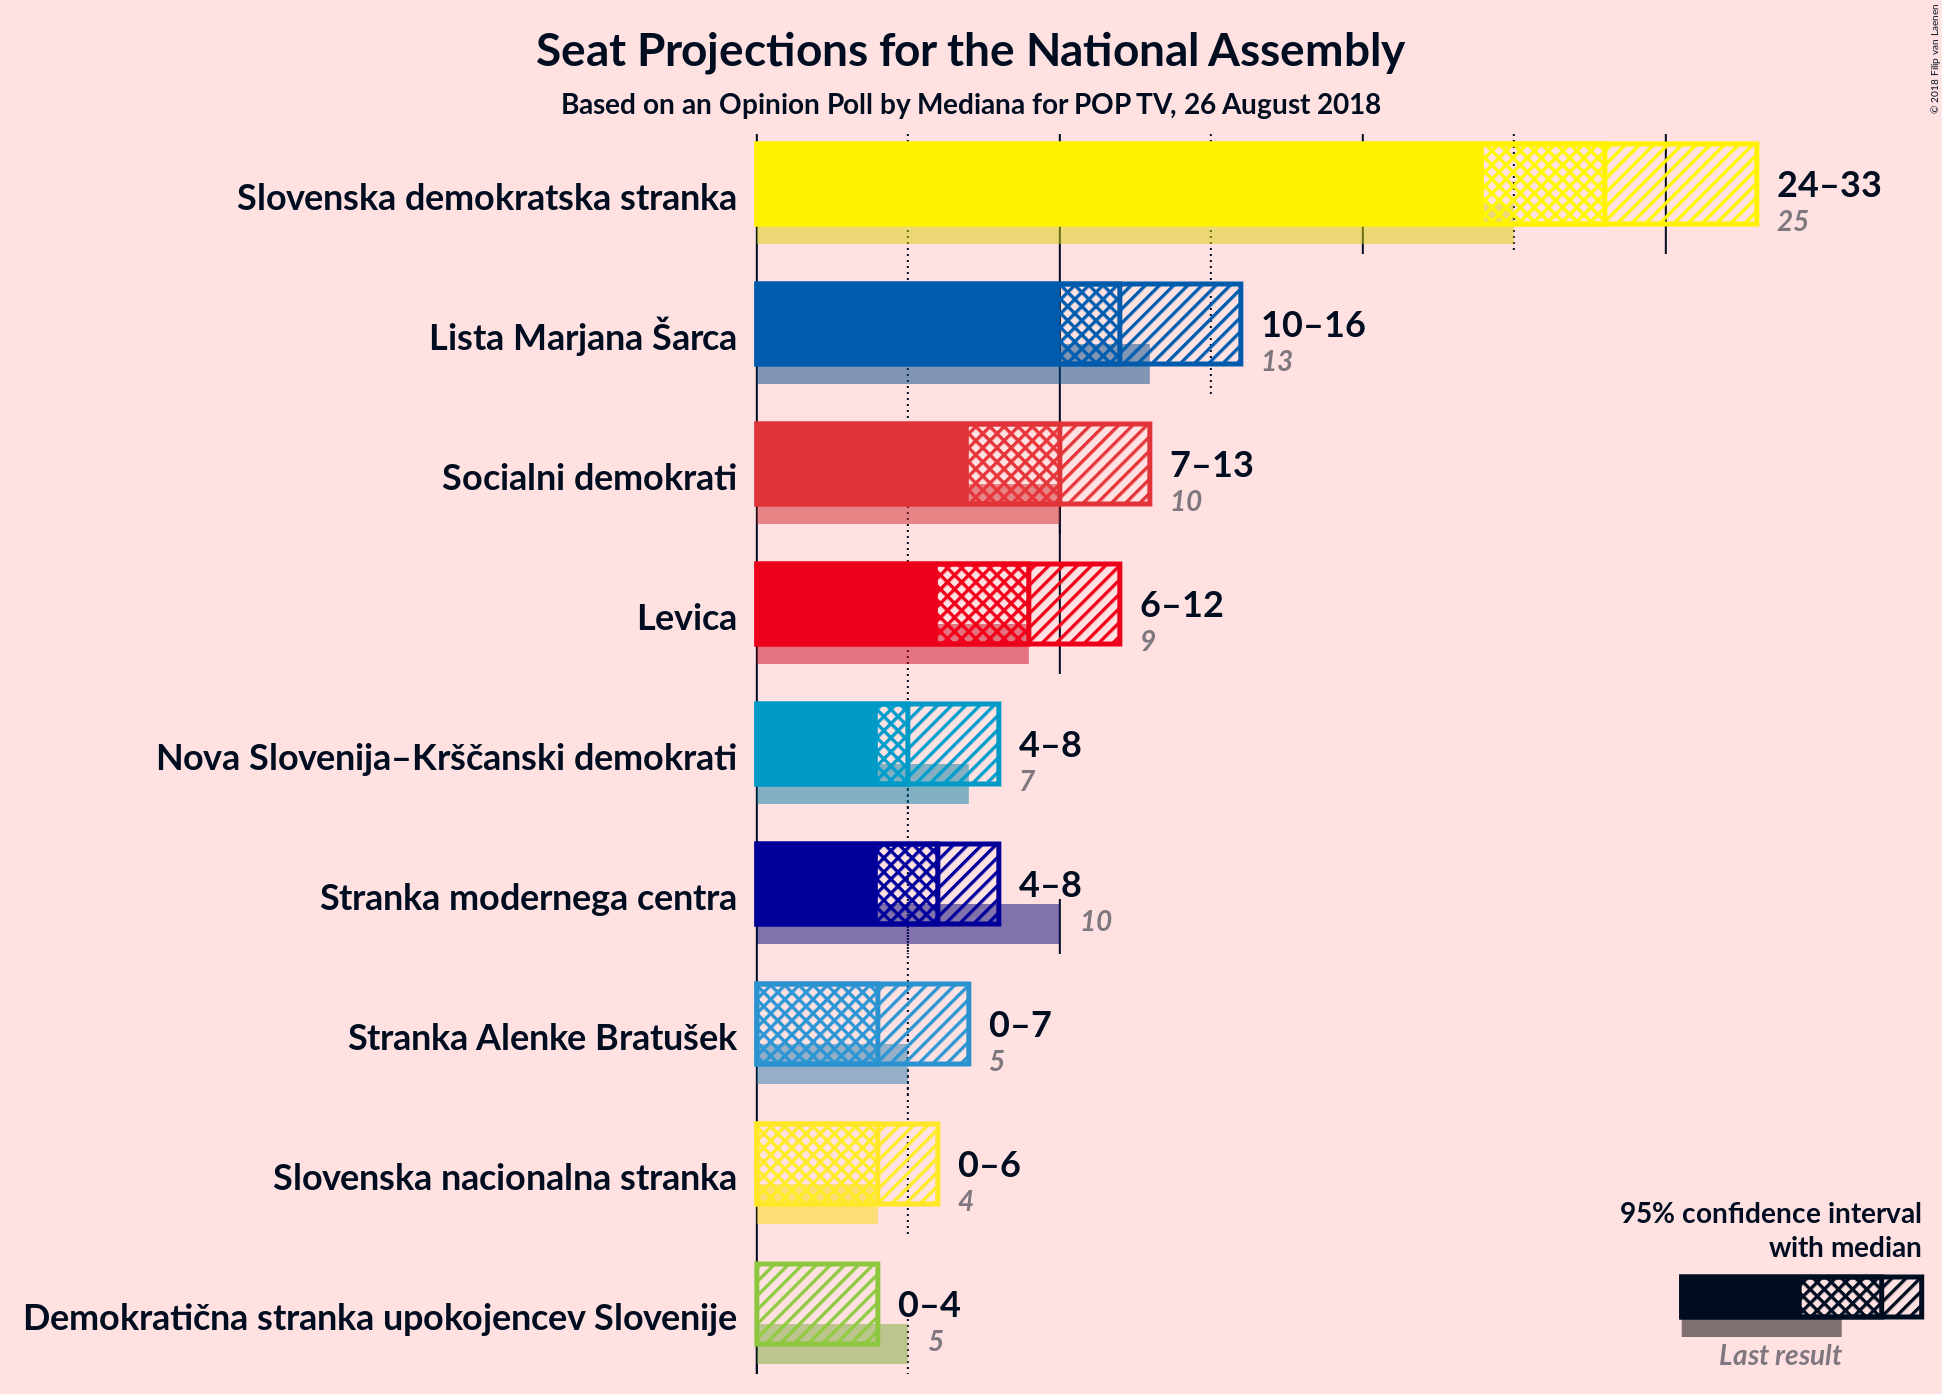 Seat Projections for the National Assembly
Based on an Opinion Poll by Mediana for POP TV, 26 August 2018
© 2018 Filip van Laenen
Slovenska demokratska stranka
24–33
25
Lista Marjana Šarca
10–16
13
Socialni demokrati
7–13
10
Levica
6–12
9
Nova Slovenija–Krščanski demokrati
4–8
7
Stranka modernega centra
4–8
10
Stranka Alenke Bratušek
0–7
5
Slovenska nacionalna stranka
0–6
4
Demokratična stranka upokojencev Slovenije
0–4
5
95% confidence interval
with median
Last result